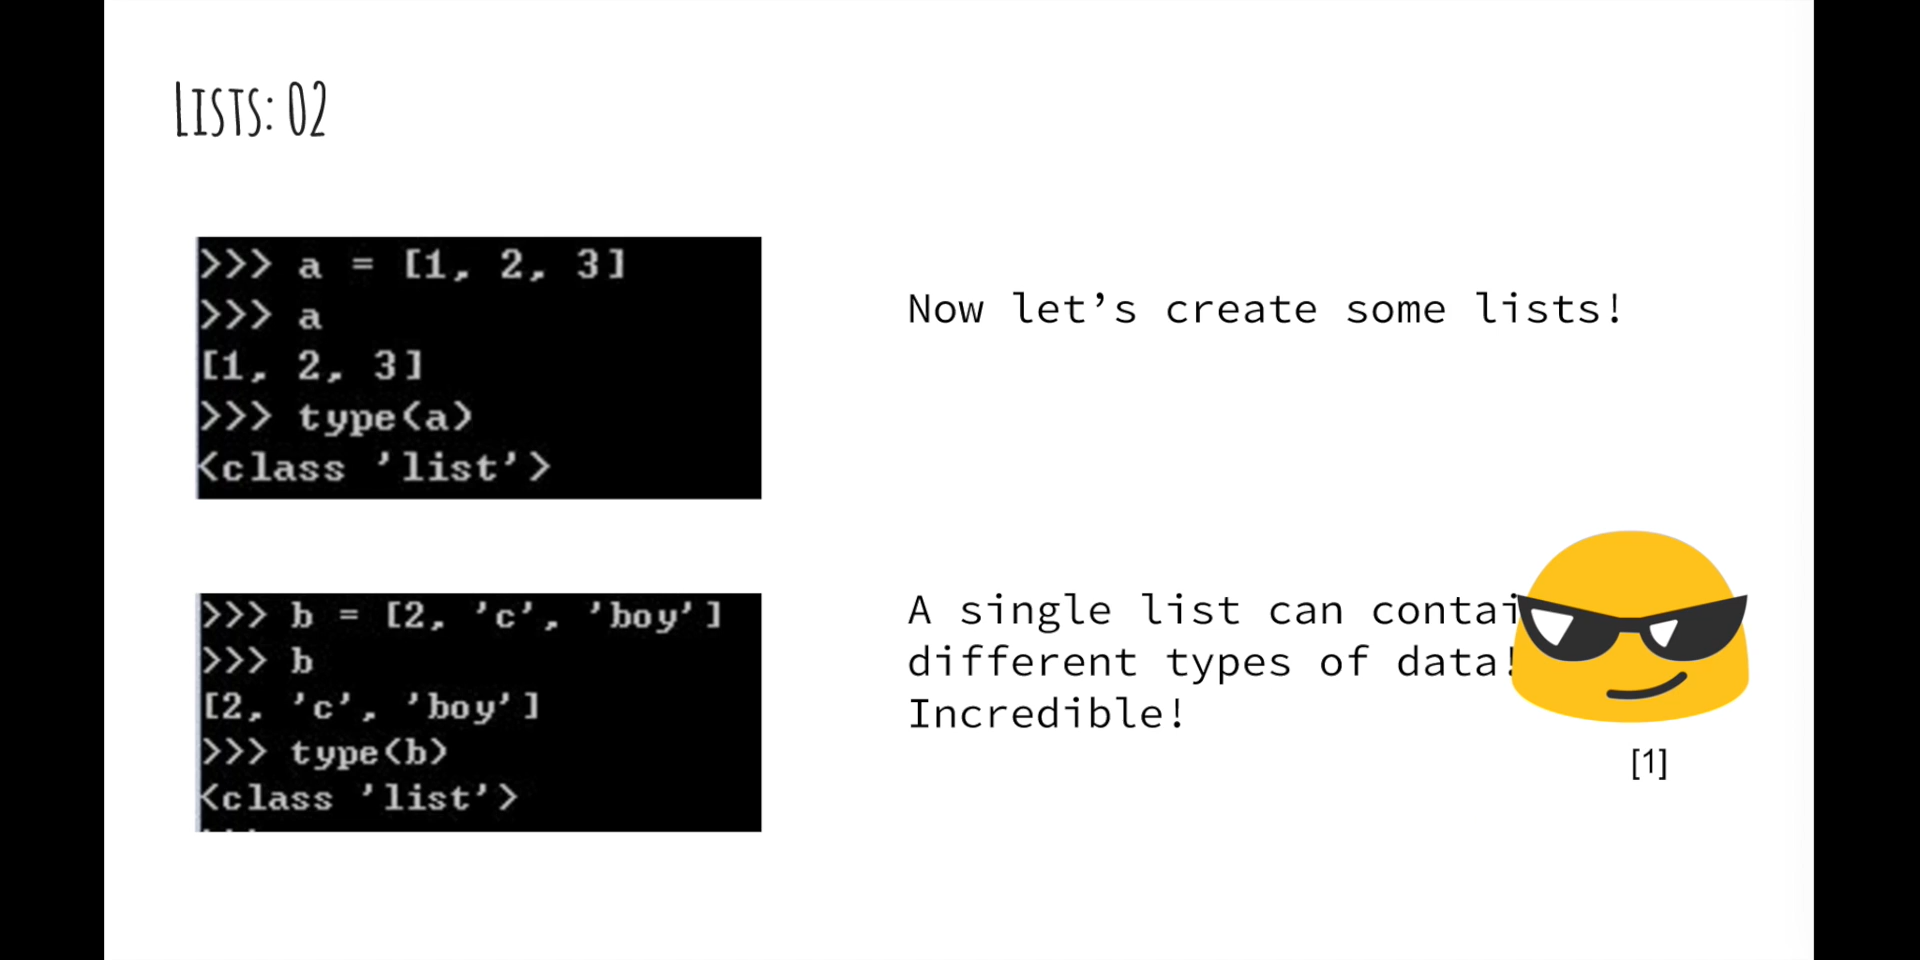 Lists: 02
>>> a = [1, 2, 3]
>>> a
[1, 2, 3]
>>> type(a)
<class 'list'>
Now let’s create some lists!
>>> b = [2, 'c', 'boy']
>>> b
[2, 'c', 'boy']
>>> type(b)
<class 'list'>
A single list can contai
different types of data!
Incredible!
[1]